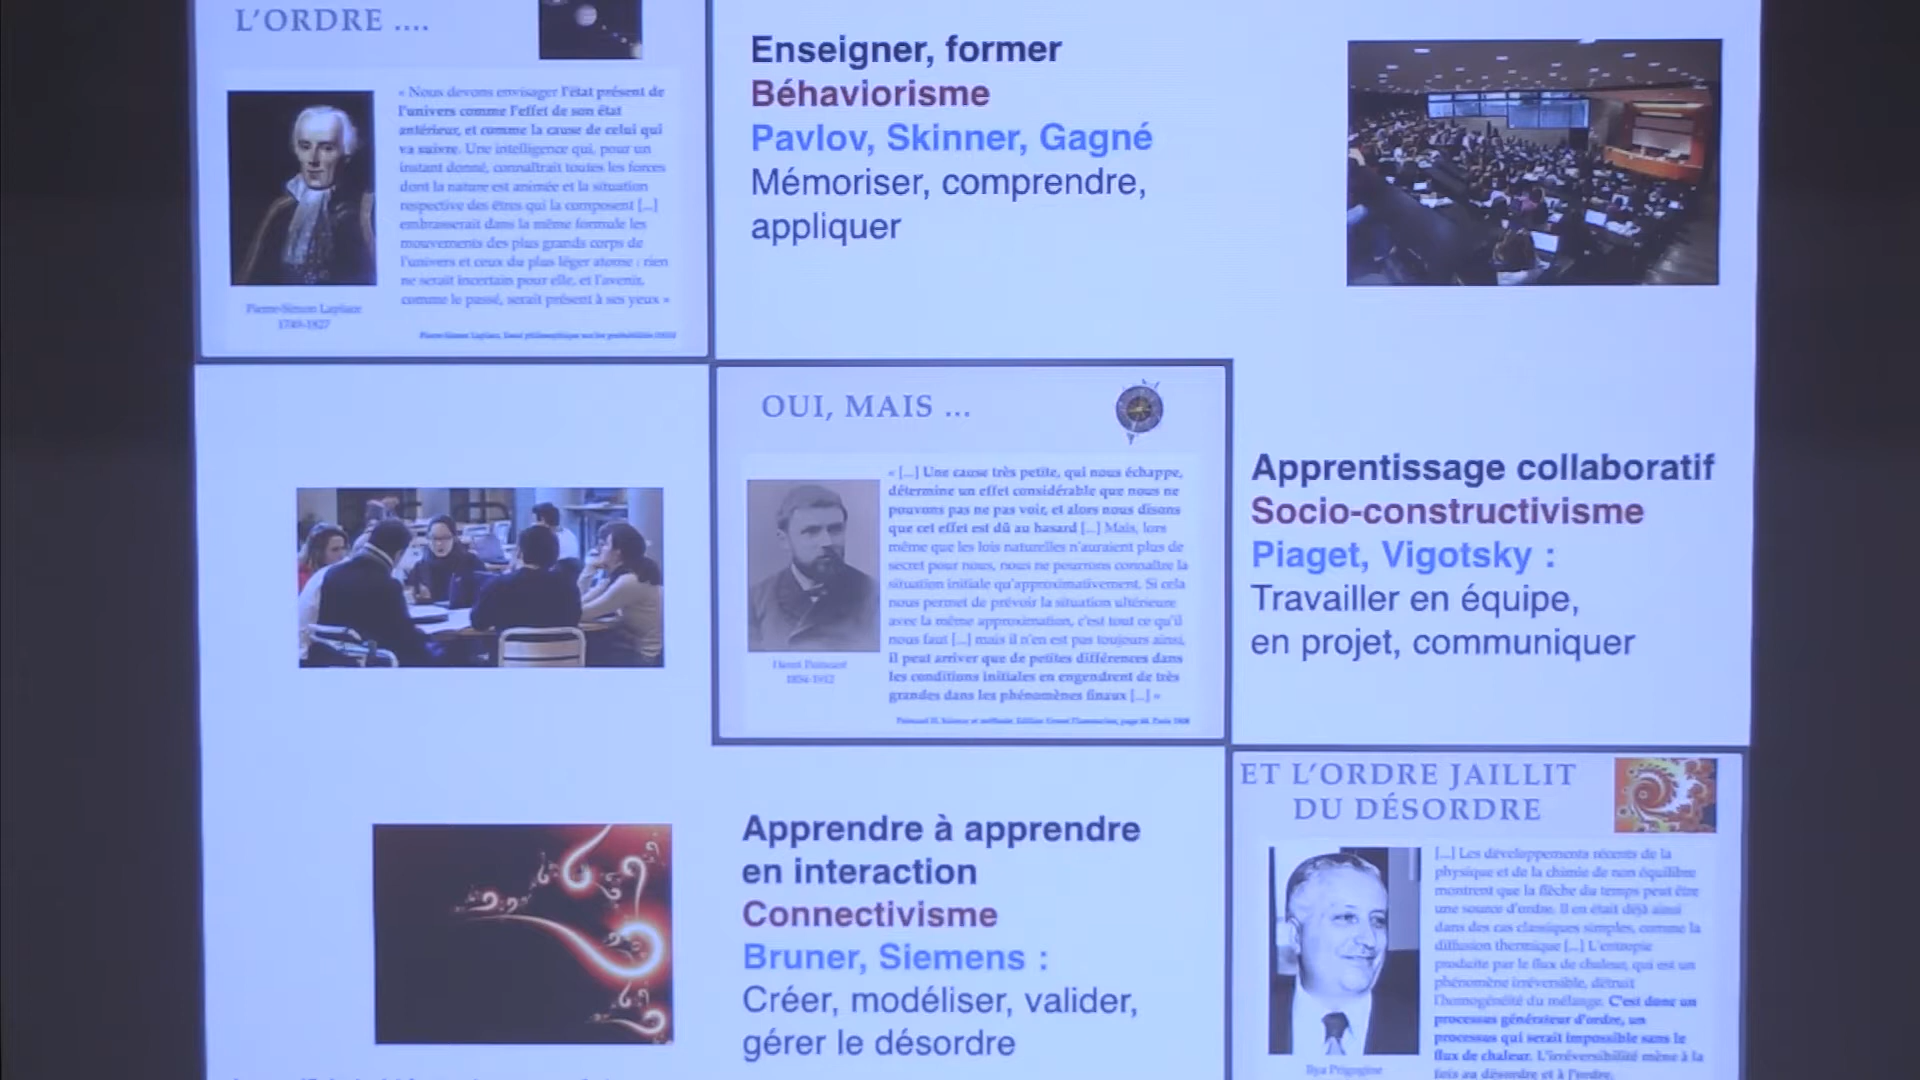 L'ORDRE ....
« Nous devons envisager l'état présent de
l'univers comme l'effet de son état
antérieur, et comme la cause de celui qui
va suivre. Une intelligence qui, pour un
instant donné, connaîtrait toutes les forces
dont la nature est animée et la situation
respective des êtres qui la composent [...]
embrasserait dans la même formule les
mouvements des plus grands corps de
l'univers et ceux du plus léger atome : rien
ne serait incertain pour elle, et l'avenir,
comme le passé, serait présent à ses yeux »
Pierre-Simon Laplace
1749-1827
Pierre-Simon Laplace, Essai philosophique sur les probabilités
Enseigner, former
Béhaviorisme
Pavlov, Skinner, Gagné
Mémoriser, comprendre,
appliquer
OUI, MAIS ...
« [...] Une cause très petite, qui nous échappe,
détermine un effet considérable que nous ne
pouvons pas ne pas voir, et alors nous disons
que cet effet est dû au hasard [...] Mais, lors
même que les lois naturelles n'auraient plus de
secret pour nous, nous ne pourrons connaître la
situation initiale qu'approximativement. Si cela
nous permet de prévoir la situation ultérieure
avec la même approximation, c'est tout ce qu'il
nous faut [...] mais il n'en est pas toujours ainsi,
il peut arriver que de petites différences dans
les conditions initiales en engendrent de très
grandes dans les phénomènes finaux [...] »
Henri Poincaré
1854-1912
Apprentissage collaboratif
Socio-constructivisme
Piaget, Vigotsky :
Travailler en équipe,
en projet, communiquer
Apprendre à apprendre
en interaction
Connectivisme
Bruner, Siemens :
Créer, modéliser, valider,
gérer le désordre
ET L'ORDRE JAILLIT
DU DÉSORDRE
[...] Les développements récents de la
physique et de la chimie de non équilibre
montrent que la flèche du temps peut être
une source d'ordre. Il en était déjà ainsi
dans des cas classiques simples, comme la
diffusion thermique [...] L'entropie
produite par le flux de chaleur, qui est un
phénomène irréversible, détruit
l'homogénéité du mélange. C'est donc un
processus générateur d'ordre, un
processus qui serait impossible sans le
flux de chaleur. L'irréversibilité mène à la
fois au désordre et à l'ordre.
Ilya Prigogine